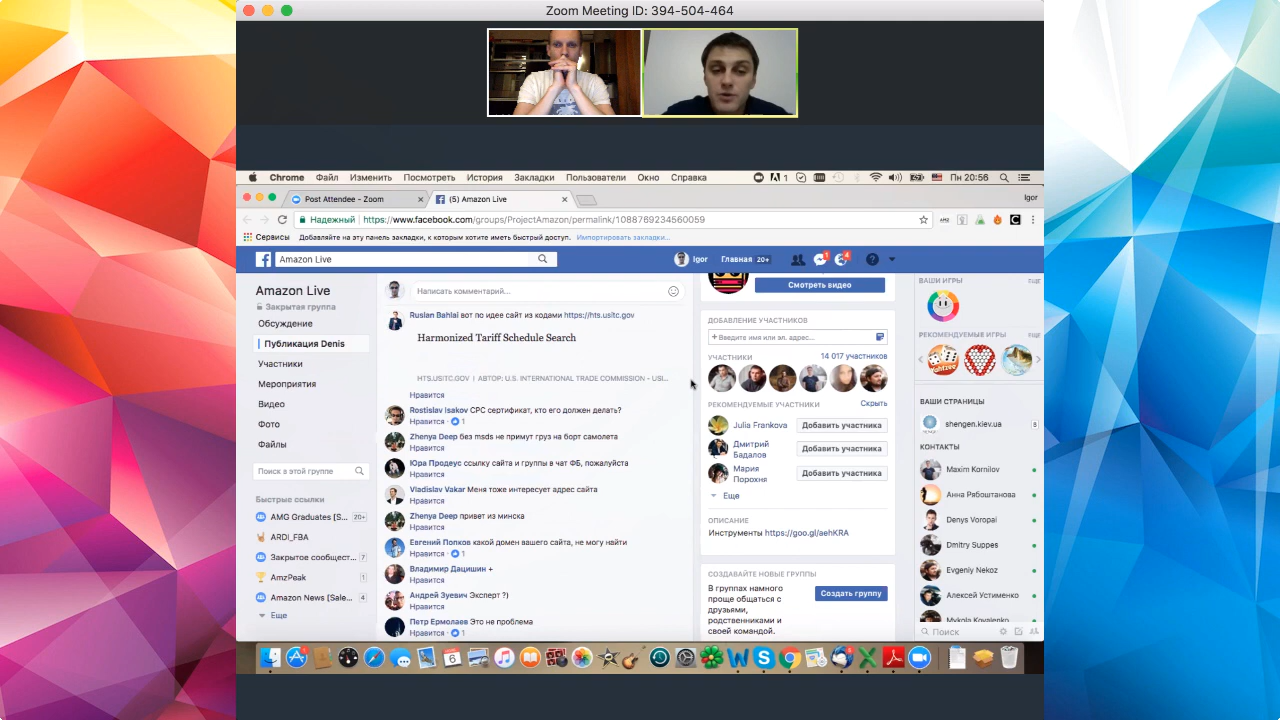 Zoom Meeting ID: 394-504-464
Chrome Файл Изменить Посмотреть История Закладки Пользователи Окно Справка
1 Пн 20:56
Post Attendee - Zoom
(5) Amazon Live
Igor
Надежный https://www.facebook.com/groups/ProjectAmazon/permalink/1088769234560059
Сервисы Добавляйте на эту панель закладки, к которым хотите иметь быстрый доступ. Импортировать закладки...
Amazon Live
Igor Главная 20+
Amazon Live
Закрытая группа
Обсуждение
Публикация Denis
Участники
Мероприятия
Видео
Фото
Файлы
Поиск в этой группе
Быстрые ссылки
AMG Graduates [S... 20+
ARDI_FBA
Закрытое сообщест... 7
AmzPeak 1
Amazon News [Sale... 4
Еще
Написать комментарий...
Ruslan Bahlai вот по идее сайт из кодами https://hts.usitc.gov
Harmonized Tariff Schedule Search
HTS.USITC.GOV | АВТОР: U.S. INTERNATIONAL TRADE COMMISSION - USI...
Нравится
Rostislav Isakov CPC сертификат, кто его должен делать?
Нравится · 1
Zhenya Deep без msds не примут груз на борт самолета
Нравится
Юра Продеус ссылку сайта и группы в чат ФБ, пожалуйста
Нравится
Vladislav Vakar Меня тоже интересует адрес сайта
Нравится
Zhenya Deep привет из минска
Нравится
Евгений Попков какой домен вашего сайта, не могу найти
Нравится · 1
Владимир Дацишин +
Нравится
Андрей Зуевич Эксперт ?)
Нравится
Петр Ермолаев Это не проблема
Нравится · 1
Смотреть видео
ДОБАВЛЕНИЕ УЧАСТНИКОВ
+ Введите имя или эл. адрес...
УЧАСТНИКИ 14 017 участников
РЕКОМЕНДУЕМЫЕ УЧАСТНИКИ Скрыть
Julia Frankova Добавить участника
Дмитрий Бадалов Добавить участника
Мария Порохня Добавить участника
Еще
ОПИСАНИЕ
Инструменты https://goo.gl/aehKRA
СОЗДАВАЙТЕ НОВЫЕ ГРУППЫ
В группах намного
проще общаться с
друзьями,
родственниками и
своей командой.
Создать группу
ВАШИ ИГРЫ ЕЩЕ
РЕКОМЕНДУЕМЫЕ ИГРЫ ЕЩЕ
ВАШИ СТРАНИЦЫ
shengen.kiev.ua 8
КОНТАКТЫ
Maxim Kornilov
Анна Рябоштанова
Denys Voropai
Dmitry Suppes
Evgeniy Nekoz
Алексей Устименко
Mykola Kovalenko
Поиск